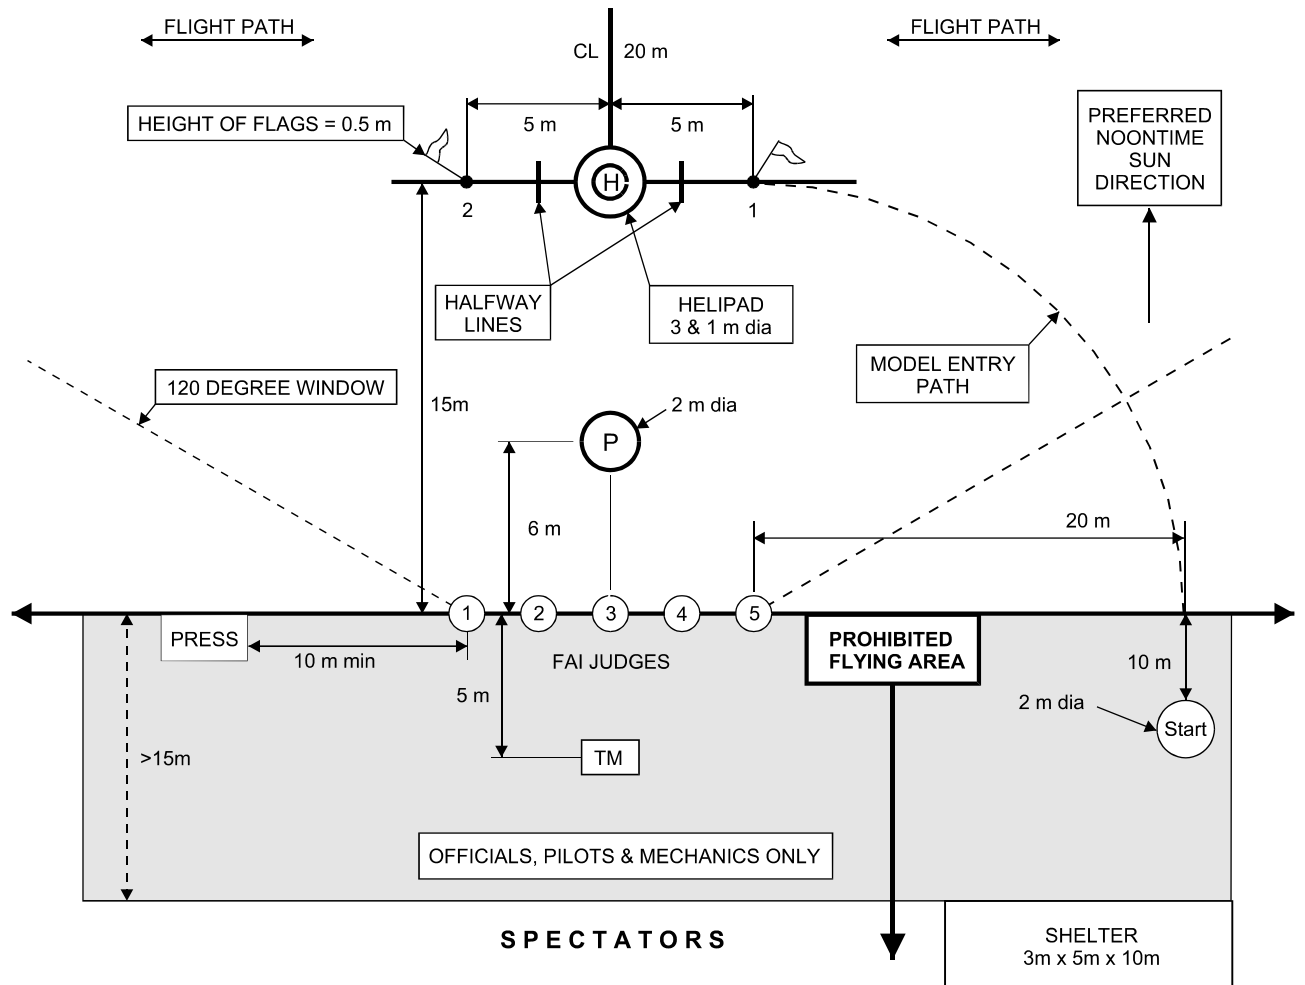 FLIGHT PATH
FLIGHT PATH
CL
20 m
HEIGHT OF FLAGS = 0.5 m
5 m
5 m
PREFERRED
NOONTIME
SUN
DIRECTION
H
2
1
HALFWAY
LINES
HELIPAD
3 & 1 m dia
MODEL ENTRY
PATH
120 DEGREE WINDOW
15m
2 m dia
P
6 m
20 m
1
2
3
4
5
PRESS
10 m min
FAI JUDGES
PROHIBITED
FLYING AREA
10 m
5 m
2 m dia
Start
>15m
TM
OFFICIALS, PILOTS & MECHANICS ONLY
SPECTATORS
SHELTER
3m x 5m x 10m